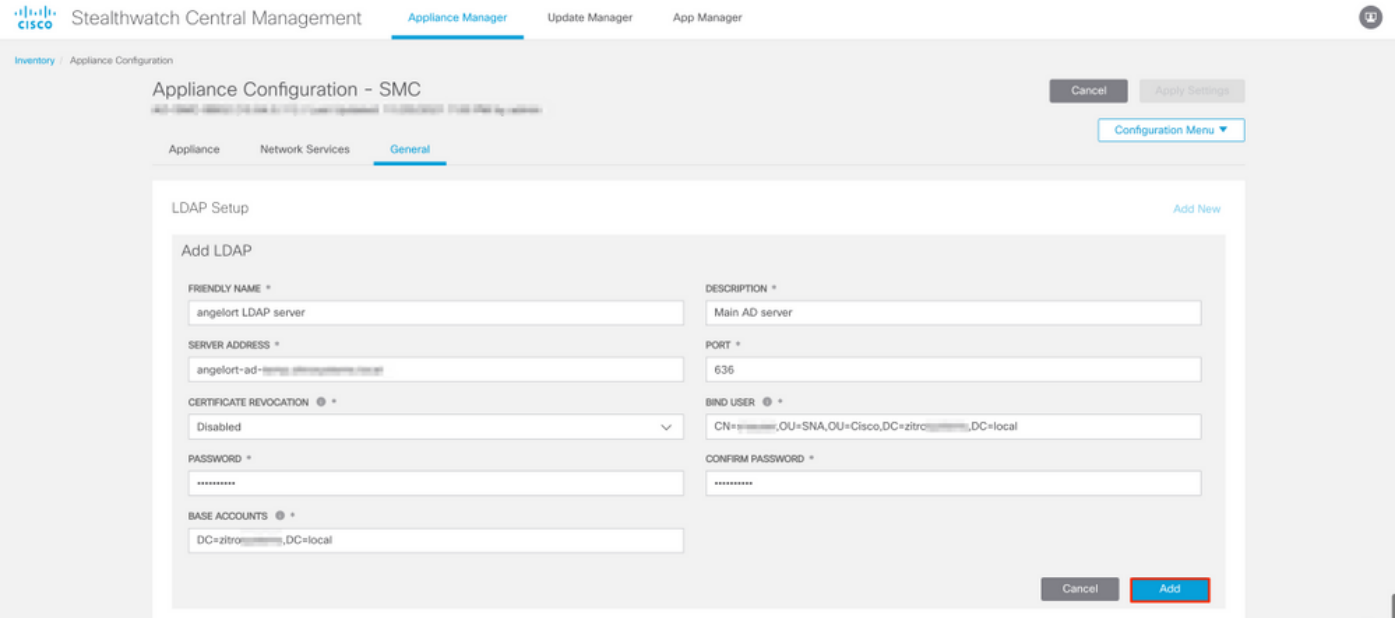 CISCO Stealthwatch Central Management Appliance Manager Update Manager App Manager
Inventory / Appliance Configuration
Appliance Configuration - SMC
Cancel Apply Settings
Configuration Menu ▼
Appliance Network Services General
LDAP Setup Add New
Add LDAP
FRIENDLY NAME * DESCRIPTION *
angelort LDAP server Main AD server
SERVER ADDRESS * PORT *
angelort-ad- 636
CERTIFICATE REVOCATION * BIND USER *
Disabled CN= ,OU=SNA,OU=Cisco,DC=zitro ,DC=local
PASSWORD * CONFIRM PASSWORD *
•••••••••• ••••••••••
BASE ACCOUNTS *
DC=zitro ,DC=local
Cancel Add